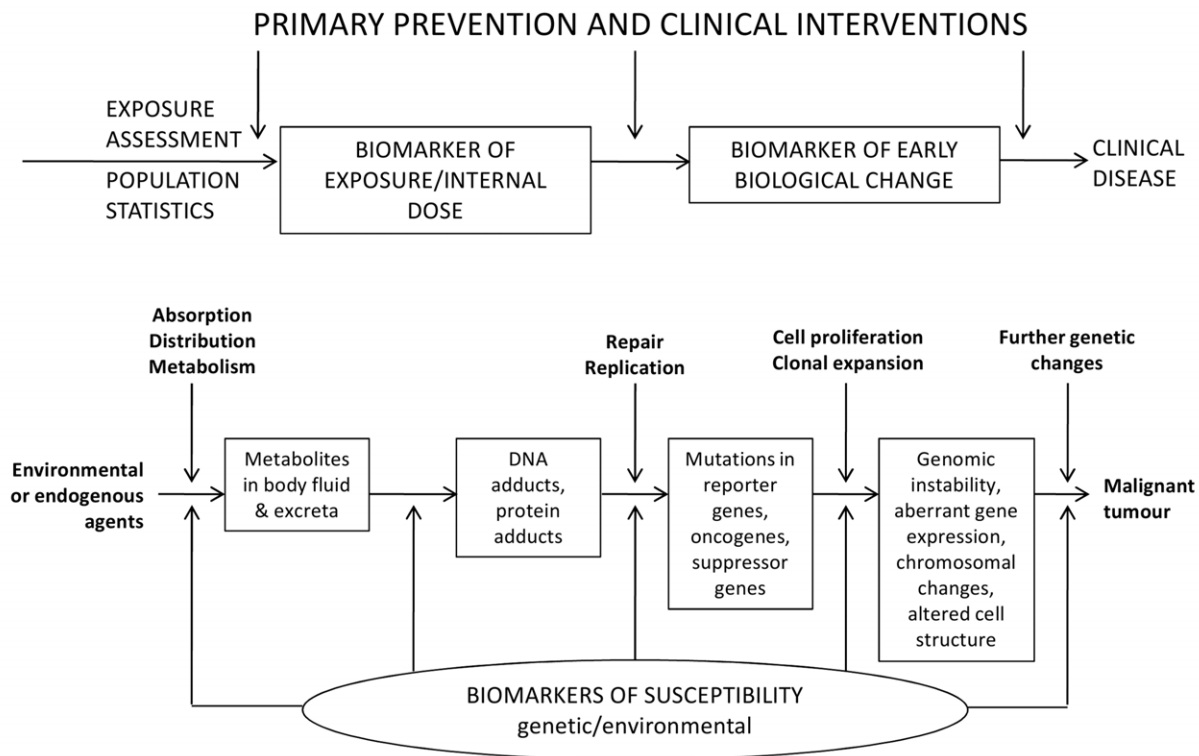 PRIMARY PREVENTION AND CLINICAL INTERVENTIONS
EXPOSURE
ASSESSMENT
POPULATION
STATISTICS
BIOMARKER OF
EXPOSURE/INTERNAL
DOSE
BIOMARKER OF EARLY
BIOLOGICAL CHANGE
CLINICAL
DISEASE
Absorption
Distribution
Metabolism
Repair
Replication
Cell proliferation
Clonal expansion
Further genetic
changes
Environmental
or endogenous
agents
Metabolites
in body fluid
& excreta
DNA
adducts,
protein
adducts
Mutations in
reporter
genes,
oncogenes,
suppressor
genes
Genomic
instability,
aberrant gene
expression,
chromosomal
changes,
altered cell
structure
Malignant
tumour
BIOMARKERS OF SUSCEPTIBILITY
genetic/environmental